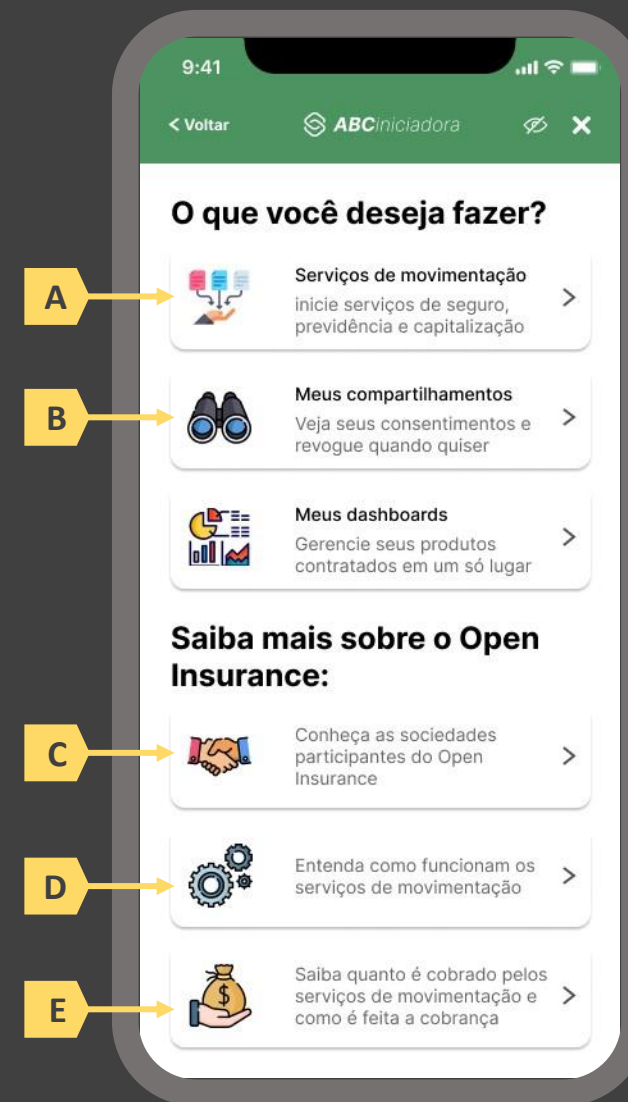 9:41
< Voltar
ABCiniciadora
O que você deseja fazer?
A
Serviços de movimentação
inicie serviços de seguro,
previdência e capitalização
B
Meus compartilhamentos
Veja seus consentimentos e
revogue quando quiser
Meus dashboards
Gerencie seus produtos
contratados em um só lugar
Saiba mais sobre o Open
Insurance:
C
Conheça as sociedades
participantes do Open
Insurance
D
Entenda como funcionam os
serviços de movimentação
E
$
Saiba quanto é cobrado pelos
serviços de movimentação e
como é feita a cobrança